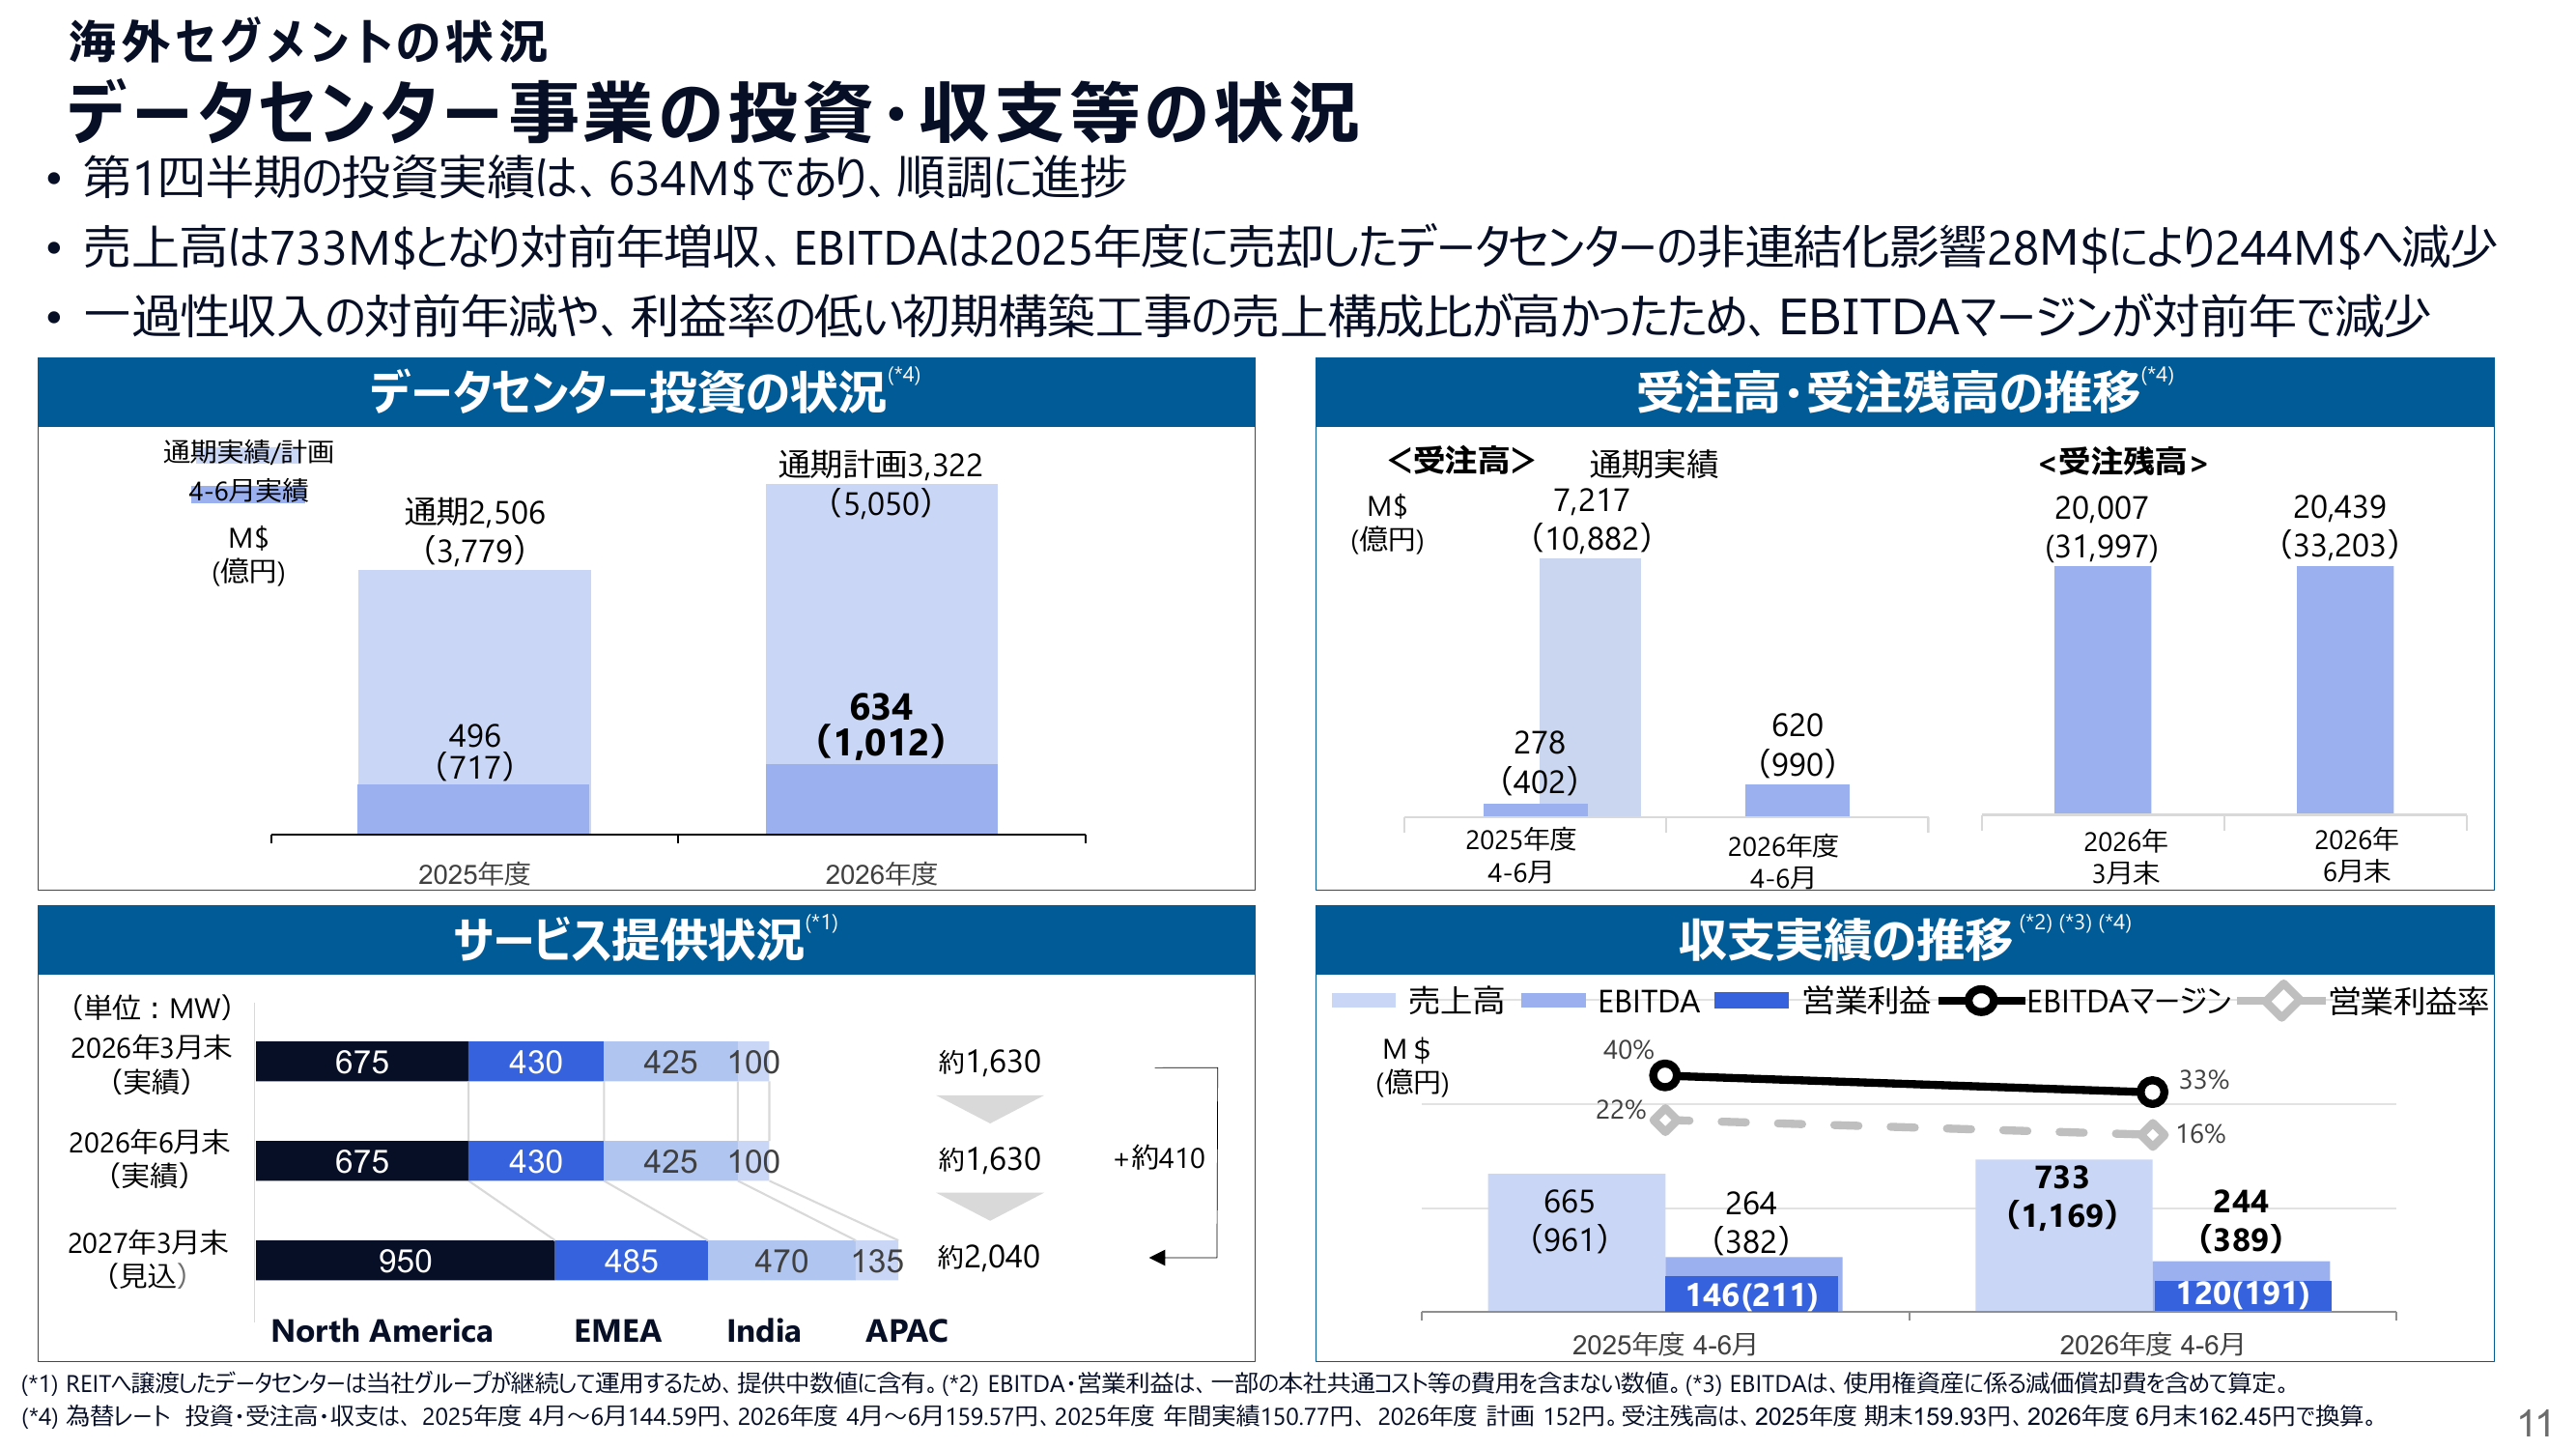 海外セグメントの状況
データセンター事業の投資・収支等の状況
• 第1四半期の投資実績は、634M$であり、順調に進捗
• 売上高は733M$となり対前年増収、EBITDAは2025年度に売却したデータセンターの非連結化影響28M$により244M$へ減少
• 一過性収入の対前年減や、利益率の低い初期構築工事の売上構成比が高かったため、EBITDAマージンが対前年で減少
データセンター投資の状況(*4)
通期実績/計画
4-6月実績
M$
(億円)
通期2,506
（3,779）
496
（717）
通期計画3,322
（5,050）
634
（1,012）
2025年度
2026年度
受注高・受注残高の推移(*4)
＜受注高＞
通期実績
M$
(億円)
7,217
（10,882）
278
（402）
620
（990）
2025年度
4-6月
2026年度
4-6月
<受注残高>
20,007
(31,997)
20,439
（33,203）
2026年
3月末
2026年
6月末
サービス提供状況(*1)
（単位：MW）
2026年3月末
（実績）
675 430 425 100
約1,630
2026年6月末
（実績）
675 430 425 100
約1,630
+約410
2027年3月末
（見込）
950 485 470 135
約2,040
North America EMEA India APAC
収支実績の推移(*2) (*3) (*4)
売上高 EBITDA 営業利益 EBITDAマージン 営業利益率
M＄
(億円)
40%
33%
22%
16%
665
（961）
264
（382）
146(211)
733
（1,169）
244
（389）
120(191)
2025年度 4-6月
2026年度 4-6月
(*1) REITへ譲渡したデータセンターは当社グループが継続して運用するため、提供中数値に含有。(*2) EBITDA・営業利益は、一部の本社共通コスト等の費用を含まない数値。(*3) EBITDAは、使用権資産に係る減価償却費を含めて算定。
(*4) 為替レート 投資・受注高・収支は、2025年度 4月～6月144.59円、2026年度 4月～6月159.57円、2025年度 年間実績150.77円、2026年度 計画 152円。受注残高は、2025年度 期末159.93円、2026年度 6月末162.45円で換算。
11